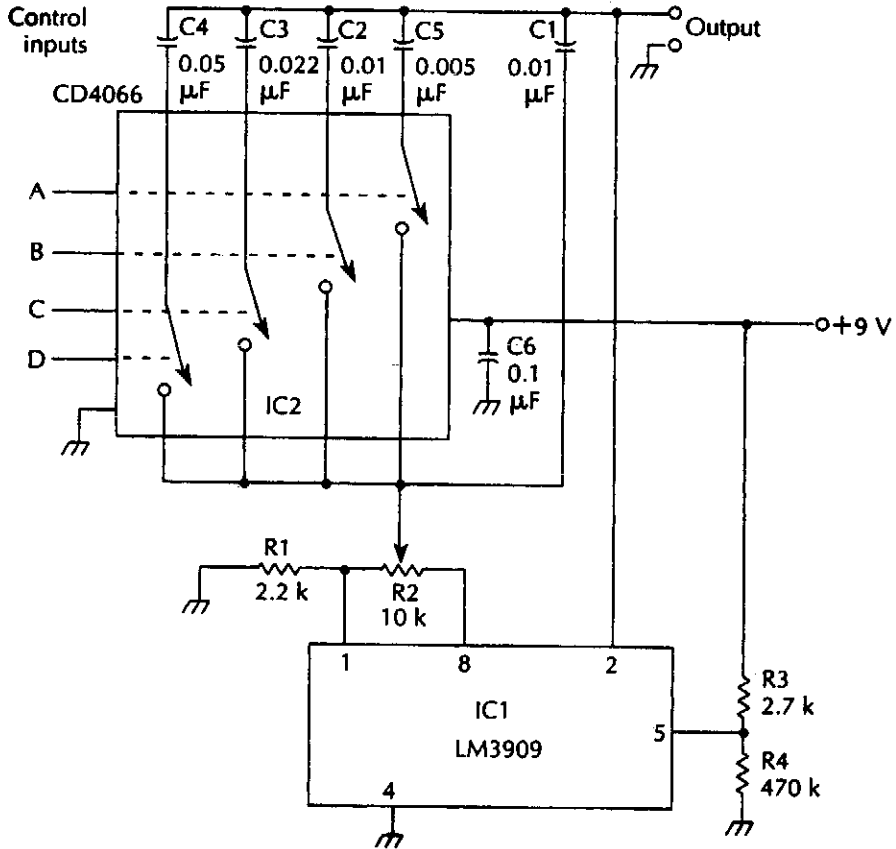 Control
inputs
C4
0.05
µF
C3
0.022
µF
C2
0.01
µF
C5
0.005
µF
C1
0.01
µF
Output
CD4066
A
B
C
D
IC2
+9 V
C6
0.1
µF
R1
2.2 k
R2
10 k
1
8
2
IC1
LM3909
5
4
R3
2.7 k
R4
470 k